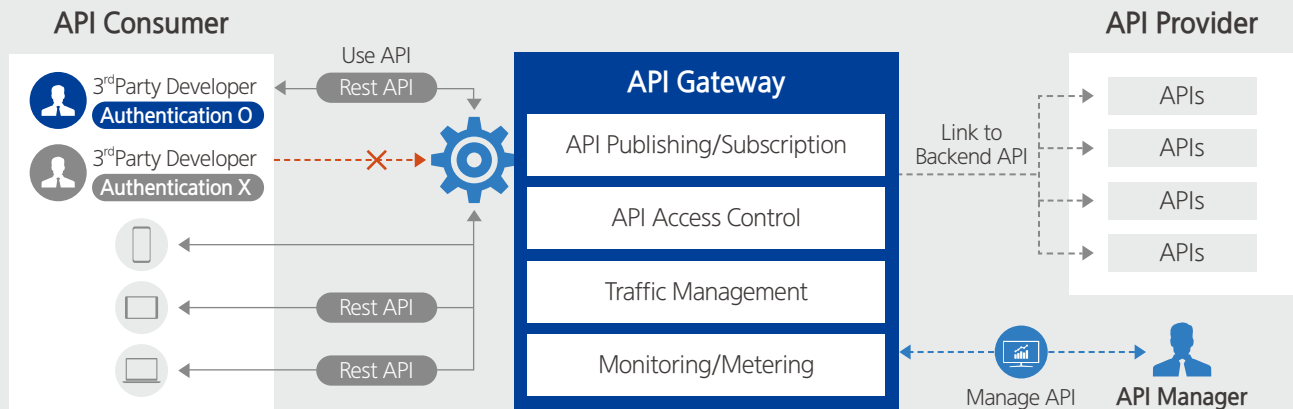 API Consumer
3rdParty Developer
Authentication O
3rdParty Developer
Authentication X
Use API
Rest API
Rest API
Rest API
API Gateway
API Publishing/Subscription
API Access Control
Traffic Management
Monitoring/Metering
Link to
Backend API
API Provider
APIs
APIs
APIs
APIs
Manage API
API Manager